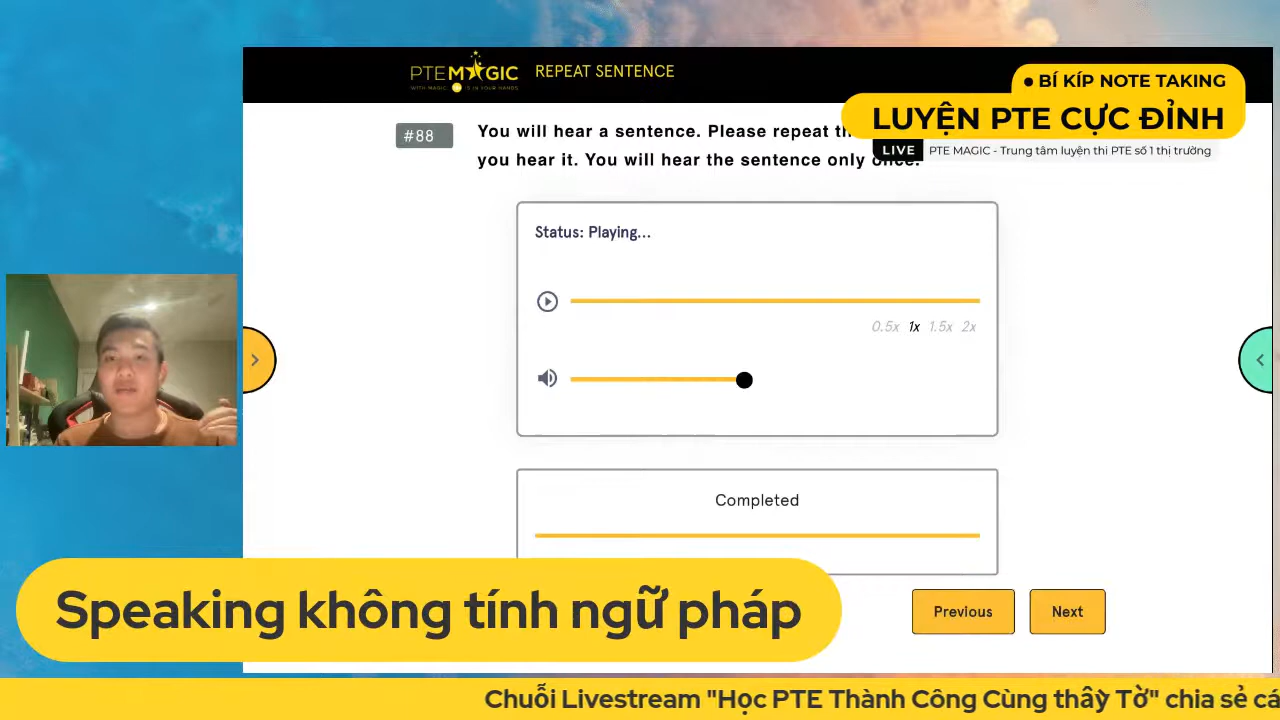 PTE MAGIC
REPEAT SENTENCE
BÍ KÍP NOTE TAKING
LUYỆN PTE CỰC ĐỈNH
LIVE PTE MAGIC - Trung tâm luyện thi PTE số 1 thị trường
#88
You will hear a sentence. Please repeat
you hear it. You will hear the sentence only once.
Status: Playing...
0.5x 1x 1.5x 2x
Completed
Previous
Next
Speaking không tính ngữ pháp
Chuỗi Livestream "Học PTE Thành Công Cùng thầy Tờ" chia sẻ